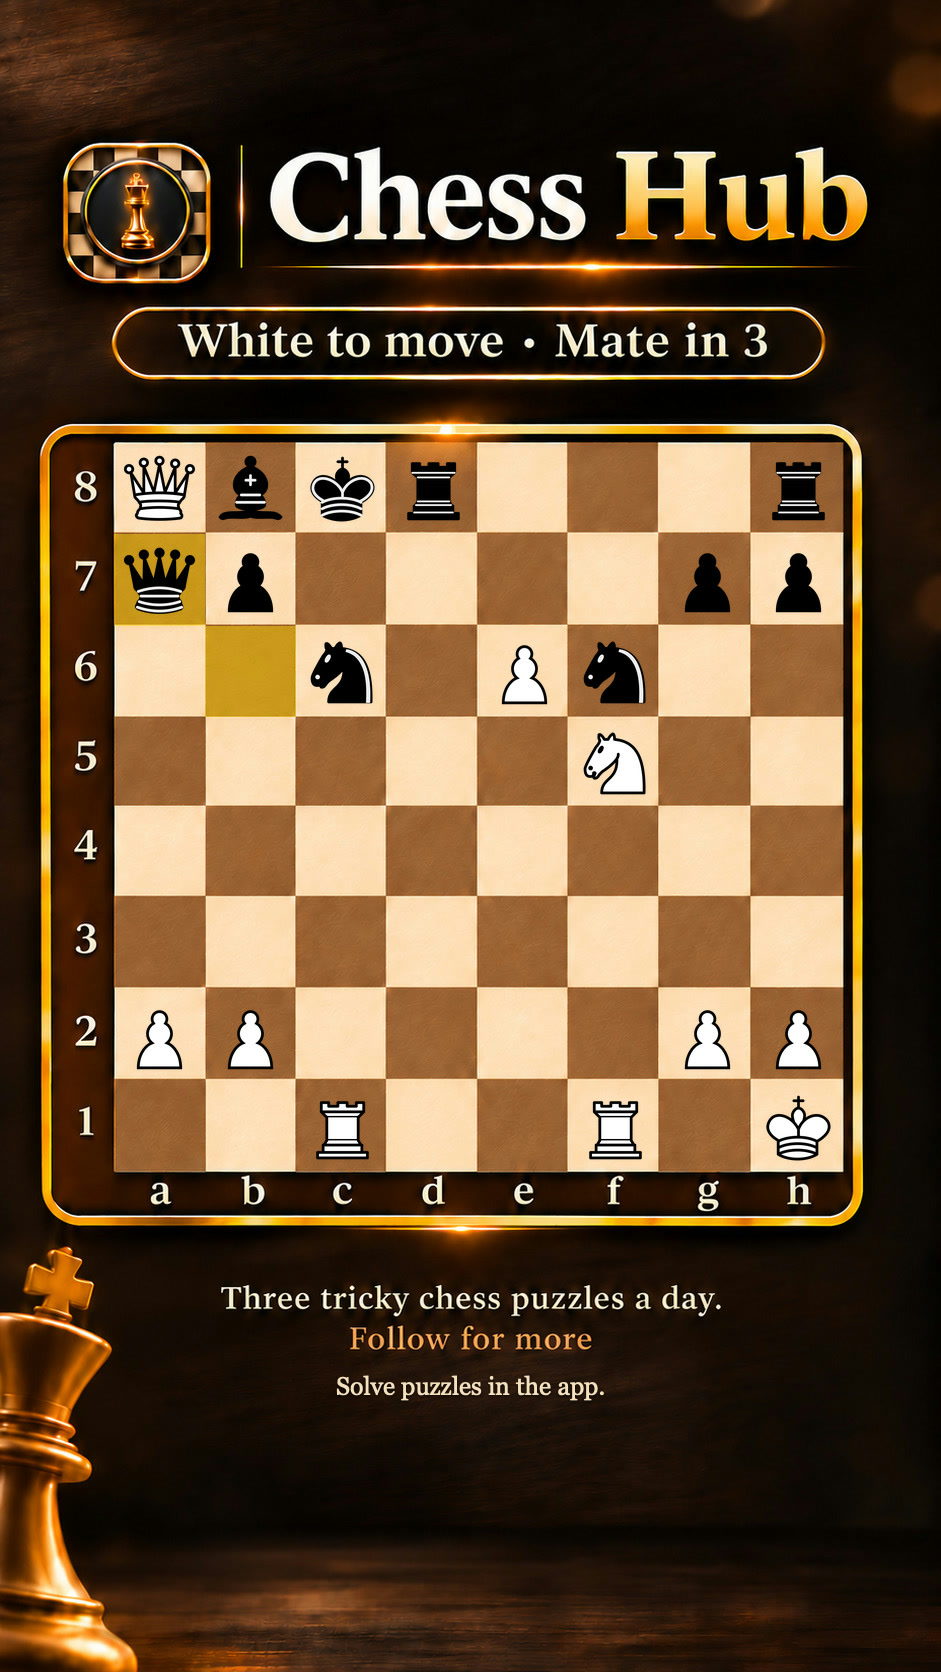 Chess Hub
White to move • Mate in 3
8
7
6
5
4
3
2
1
a b c d e f g h
Three tricky chess puzzles a day.
Follow for more
Solve puzzles in the app.